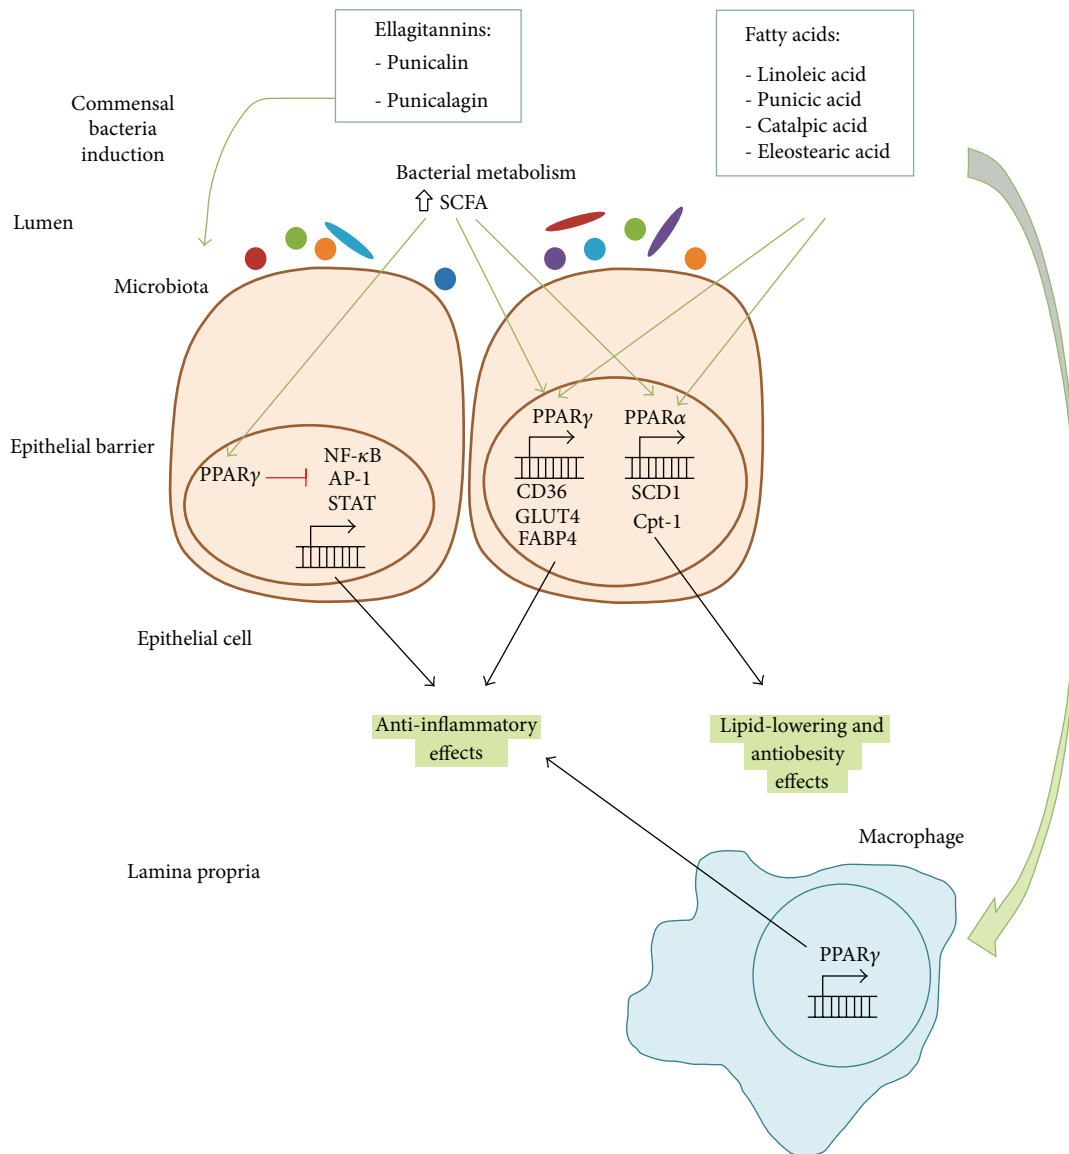 Ellagitannins:
- Punicalin
- Punicalagin
Fatty acids:
- Linoleic acid
- Punicic acid
- Catalpic acid
- Eleostearic acid
Commensal
bacteria
induction
Bacterial metabolism
⇧ SCFA
Lumen
Microbiota
Epithelial barrier
PPARγ
NF-κB
AP-1
STAT
PPARγ
CD36
GLUT4
FABP4
PPARα
SCD1
Cpt-1
Epithelial cell
Anti-inflammatory
effects
Lipid-lowering and
antiobesity
effects
Macrophage
Lamina propria
PPARγ